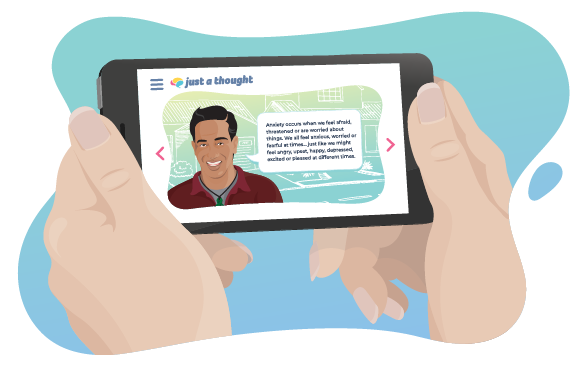 just a thought
Anxiety occurs when we feel afraid,
threatened or are worried about
things. We all feel anxious, worried or
fearful at times... just like we might
feel angry, upset, happy, depressed,
excited or pleased at different times.